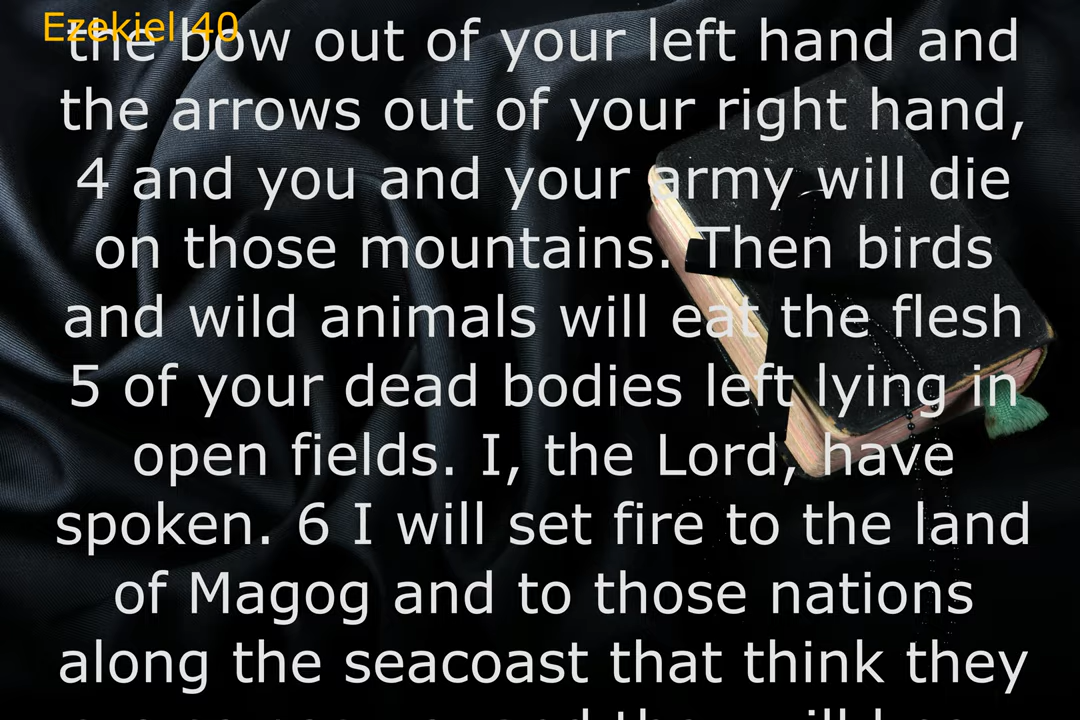 Ezekiel 40
the bow out of your left hand and
the arrows out of your right hand,
4 and you and your army will die
on those mountains. Then birds
and wild animals will eat the flesh
5 of your dead bodies left lying in
open fields. I, the Lord, have
spoken. 6 I will set fire to the land
of Magog and to those nations
along the seacoast that think they